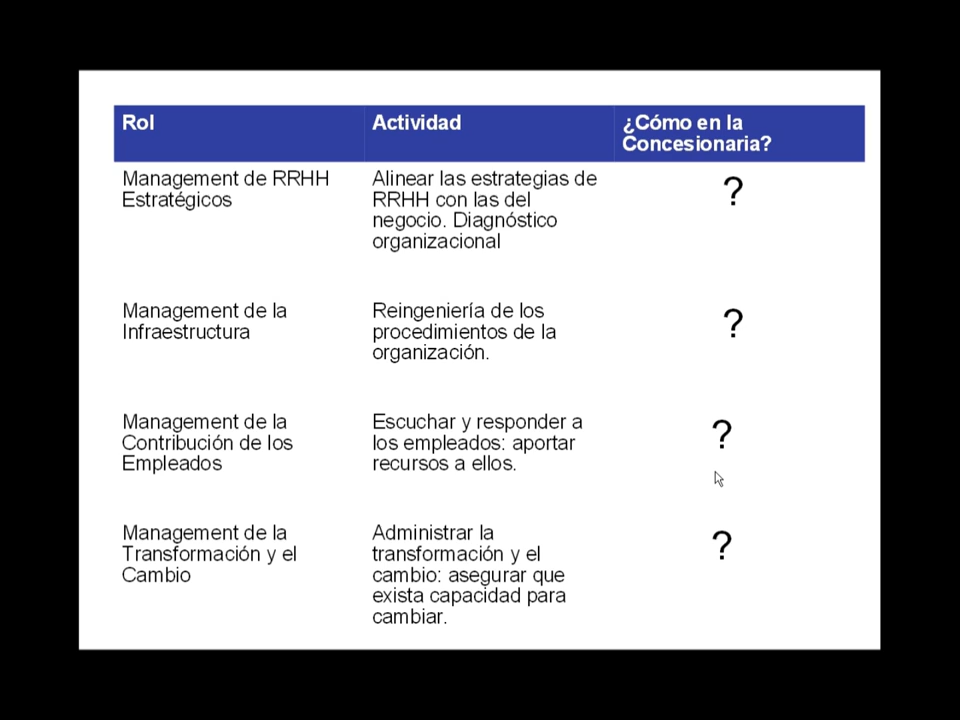 Rol
Actividad
¿Cómo en la
Concesionaria?
Management de RRHH
Estratégicos
Alinear las estrategias de
RRHH con las del
negocio. Diagnóstico
organizacional
?
Management de la
Infraestructura
Reingeniería de los
procedimientos de la
organización.
?
Management de la
Contribución de los
Empleados
Escuchar y responder a
los empleados: aportar
recursos a ellos.
?
Management de la
Transformación y el
Cambio
Administrar la
transformación y el
cambio: asegurar que
exista capacidad para
cambiar.
?